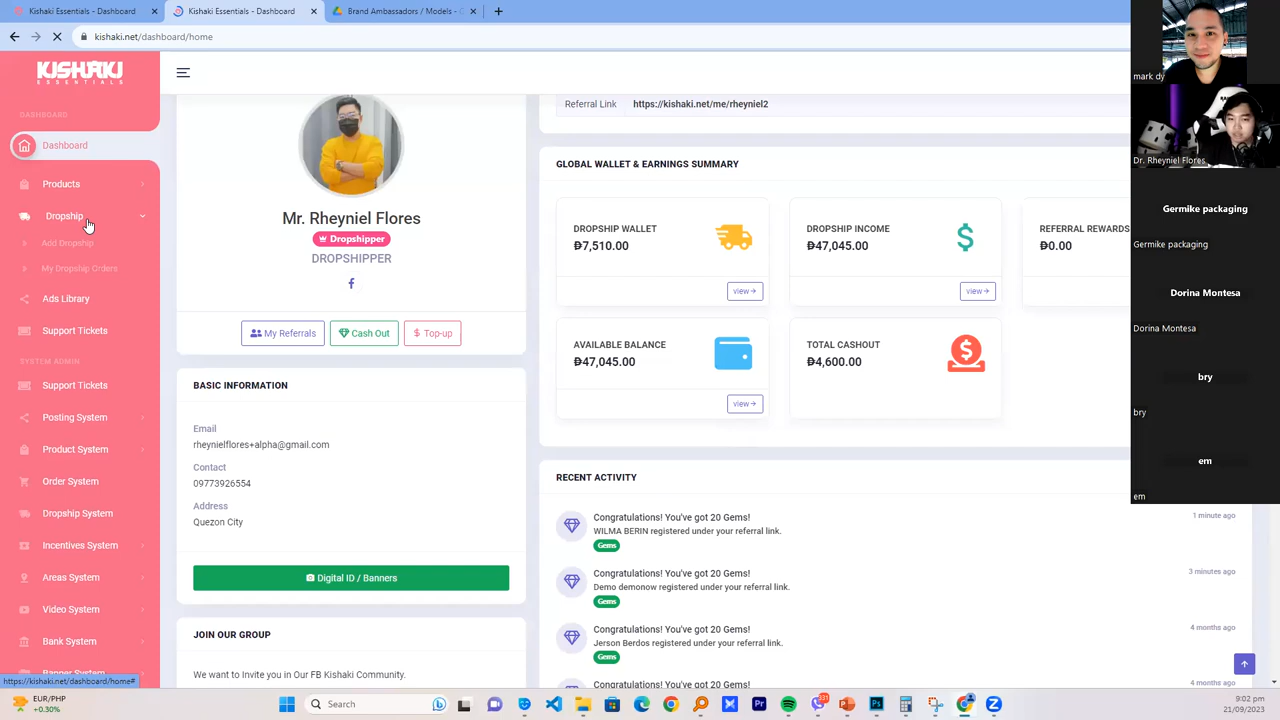 Kishaki Essentials - Dashboard
Kishaki Essentials - Dashboard
Brand Ambassadors / Models - G
kishaki.net/dashboard/home
KISHAKI
ESSENTIALS
DASHBOARD
Dashboard
Products
Dropship
Add Dropship
My Dropship Orders
Ads Library
Support Tickets
SYSTEM ADMIN
Support Tickets
Posting System
Product System
Order System
Dropship System
Incentives System
Areas System
Video System
Bank System
Banner System
https://kishaki.net/dashboard/home#
Mr. Rheyniel Flores
Dropshipper
DROPSHIPPER
My Referrals
Cash Out
Top-up
BASIC INFORMATION
Email
rheynielflores+alpha@gmail.com
Contact
09773926554
Address
Quezon City
Digital ID / Banners
JOIN OUR GROUP
We want to Invite you in Our FB Kishaki Community.
Referral Link https://kishaki.net/me/rheyniel2
GLOBAL WALLET & EARNINGS SUMMARY
DROPSHIP WALLET
₱7,510.00
view
DROPSHIP INCOME
₱47,045.00
view
REFERRAL REWARDS
₱0.00
AVAILABLE BALANCE
₱47,045.00
view
TOTAL CASHOUT
₱4,600.00
RECENT ACTIVITY
Congratulations! You've got 20 Gems!
WILMA BERIN registered under your referral link.
Gems
1 minute ago
Congratulations! You've got 20 Gems!
Demo demonow registered under your referral link.
Gems
3 minutes ago
Congratulations! You've got 20 Gems!
Jerson Berdos registered under your referral link.
Gems
4 months ago
Congratulations! You've got 20 Gems!
4 months ago
mark dy
Dr. Rheyniel Flores
Germike packaging
Germike packaging
Dorina Montesa
Dorina Montesa
bry
bry
em
em
EUR/PHP
+0.30%
Search
9:02 pm
21/09/2023